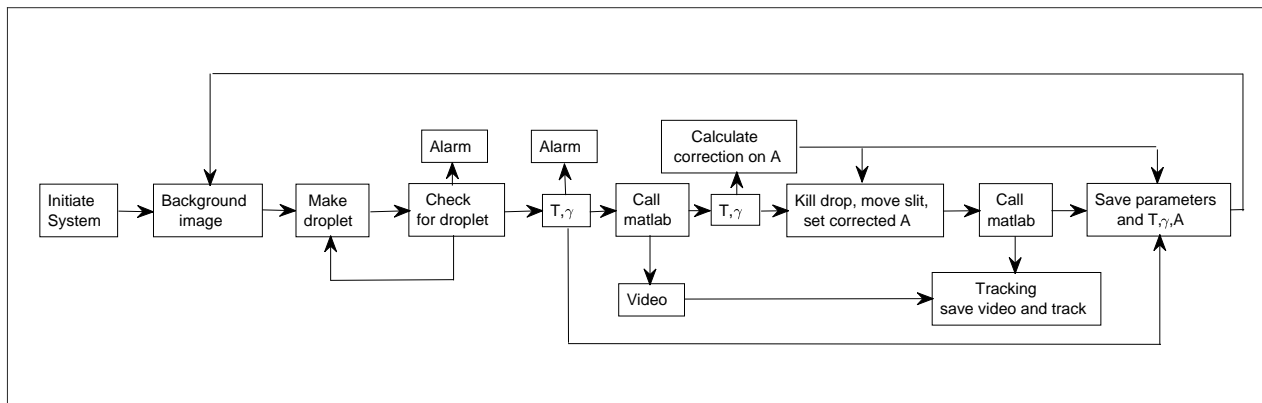 Initiate
System
Background
image
Make
droplet
Alarm
Check
for droplet
Alarm
T,γ
Call
matlab
Video
Calculate
correction on A
T,γ
Kill drop, move slit,
set corrected A
Call
matlab
Tracking
save video and track
Save parameters
and T,γ,A